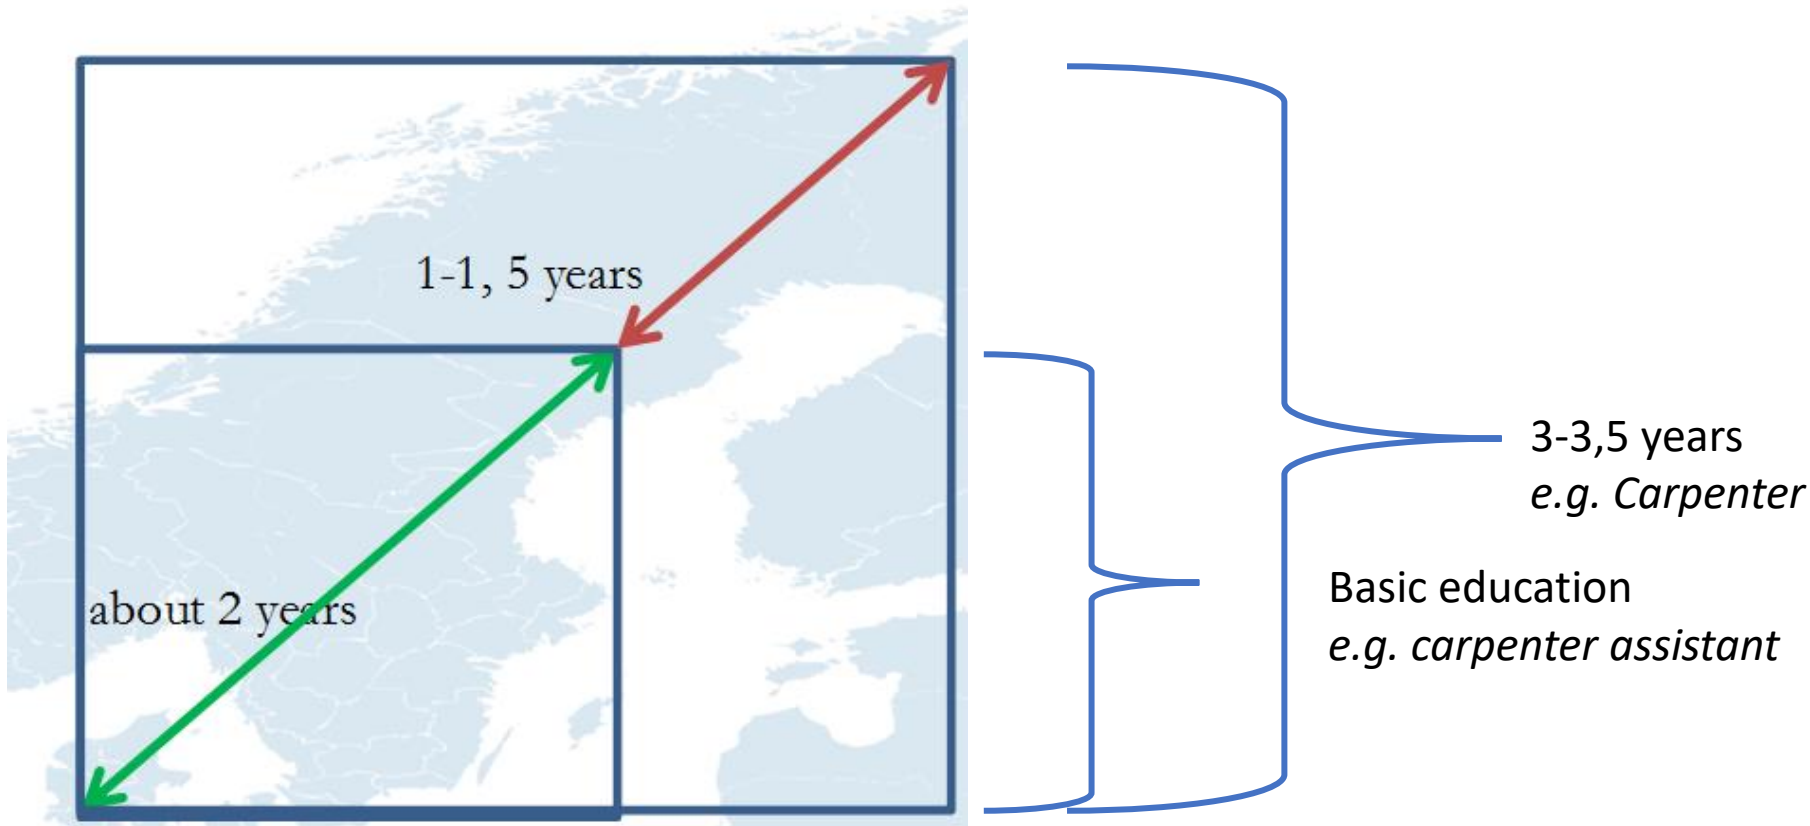 1-1, 5 years
about 2 years
3-3,5 years
e.g. Carpenter
Basic education
e.g. carpenter assistant